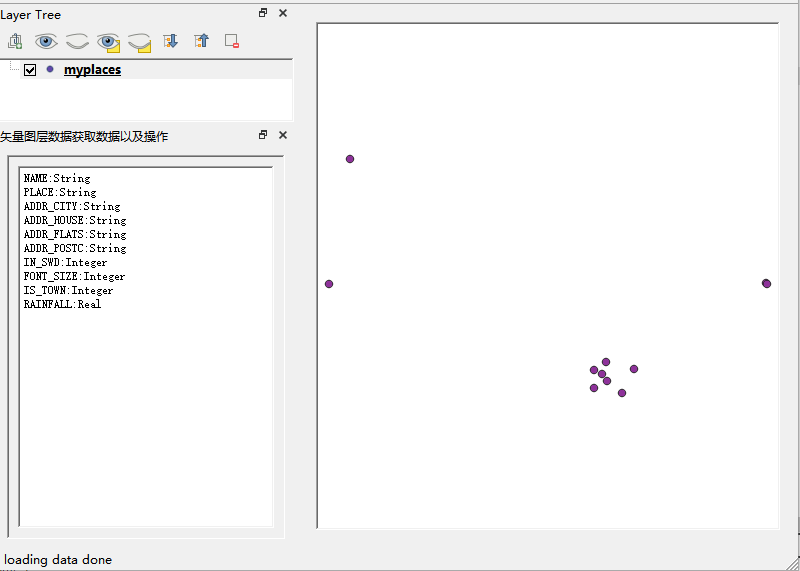 Layer Tree
myplaces
矢量图层数据获取数据以及操作
NAME:String
PLACE:String
ADDR_CITY:String
ADDR_HOUSE:String
ADDR_FLATS:String
ADDR_POSTC:String
IN_SWD:Integer
FONT_SIZE:Integer
IS_TOWN:Integer
RAINFALL:Real
loading data done